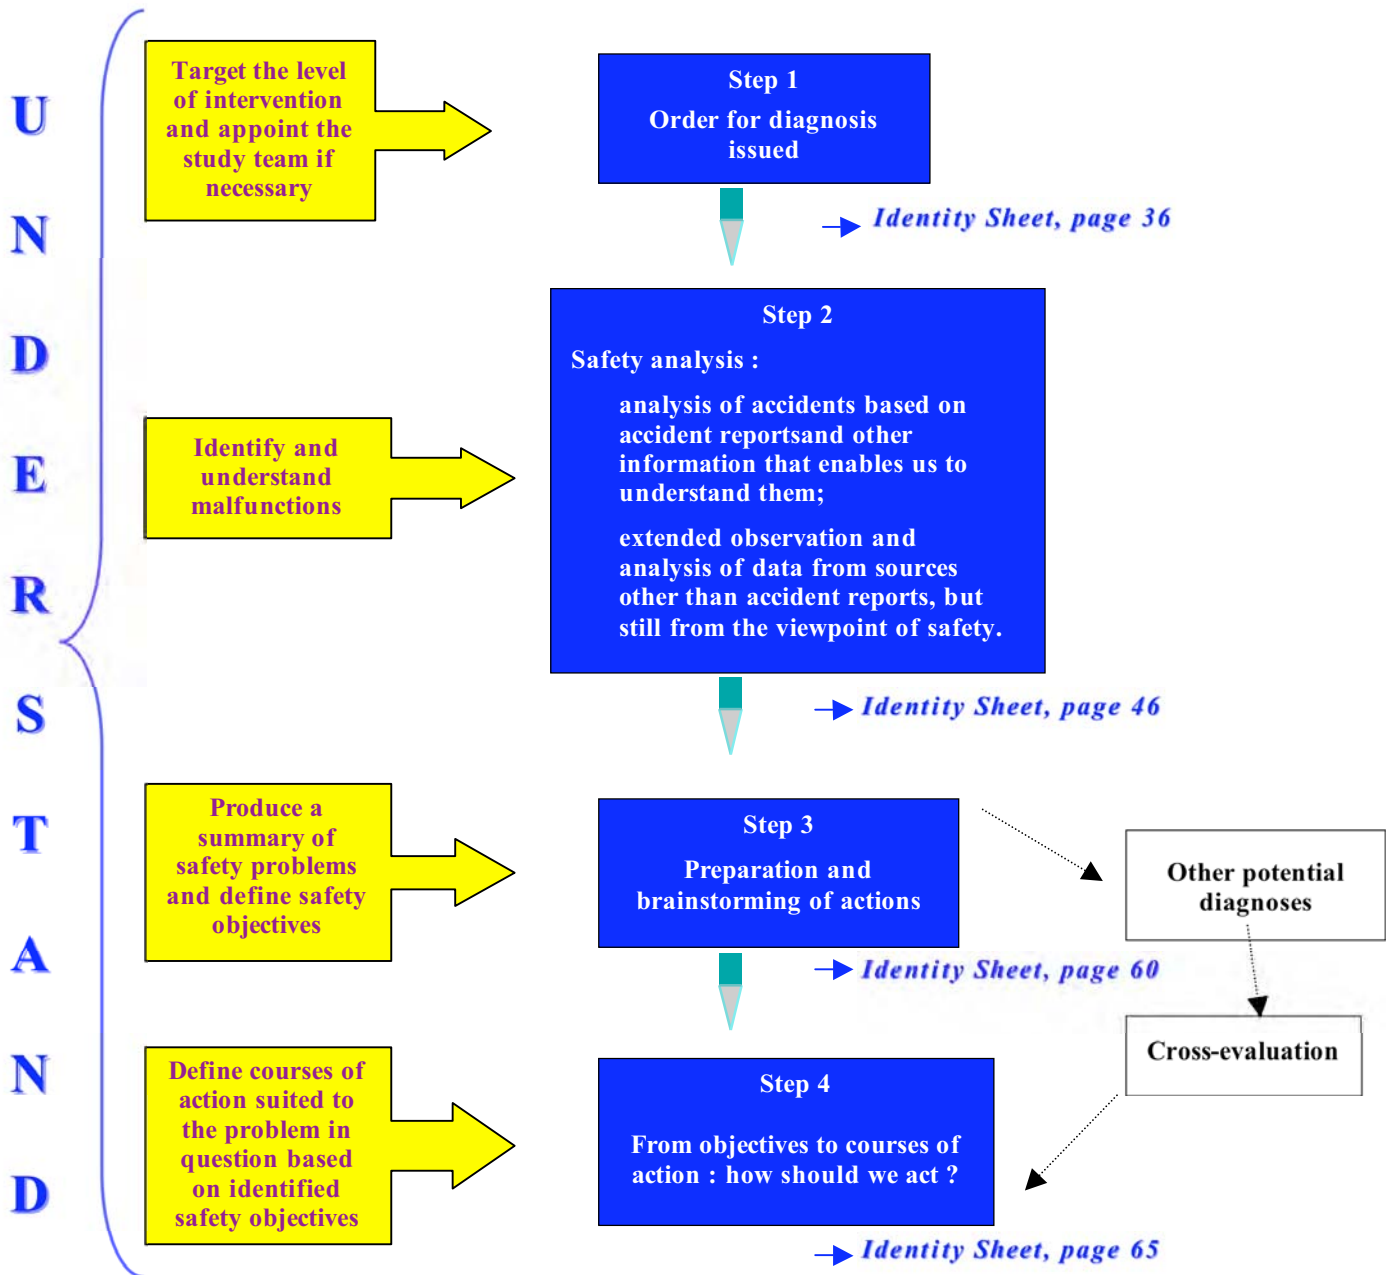 U
N
D
E
R
S
T
A
N
D
Target the level
of intervention
and appoint the
study team if
necessary
Step 1
Order for diagnosis
issued
Identity Sheet, page 36
Identify and
understand
malfunctions
Step 2
Safety analysis :
analysis of accidents based on
accident reportsand other
information that enables us to
understand them;
extended observation and
analysis of data from sources
other than accident reports, but
still from the viewpoint of safety.
Identity Sheet, page 46
Produce a
summary of
safety problems
and define safety
objectives
Step 3
Preparation and
brainstorming of actions
Identity Sheet, page 60
Other potential
diagnoses
Cross-evaluation
Define courses of
action suited to
the problem in
question based
on identified
safety objectives
Step 4
From objectives to courses of
action : how should we act ?
Identity Sheet, page 65